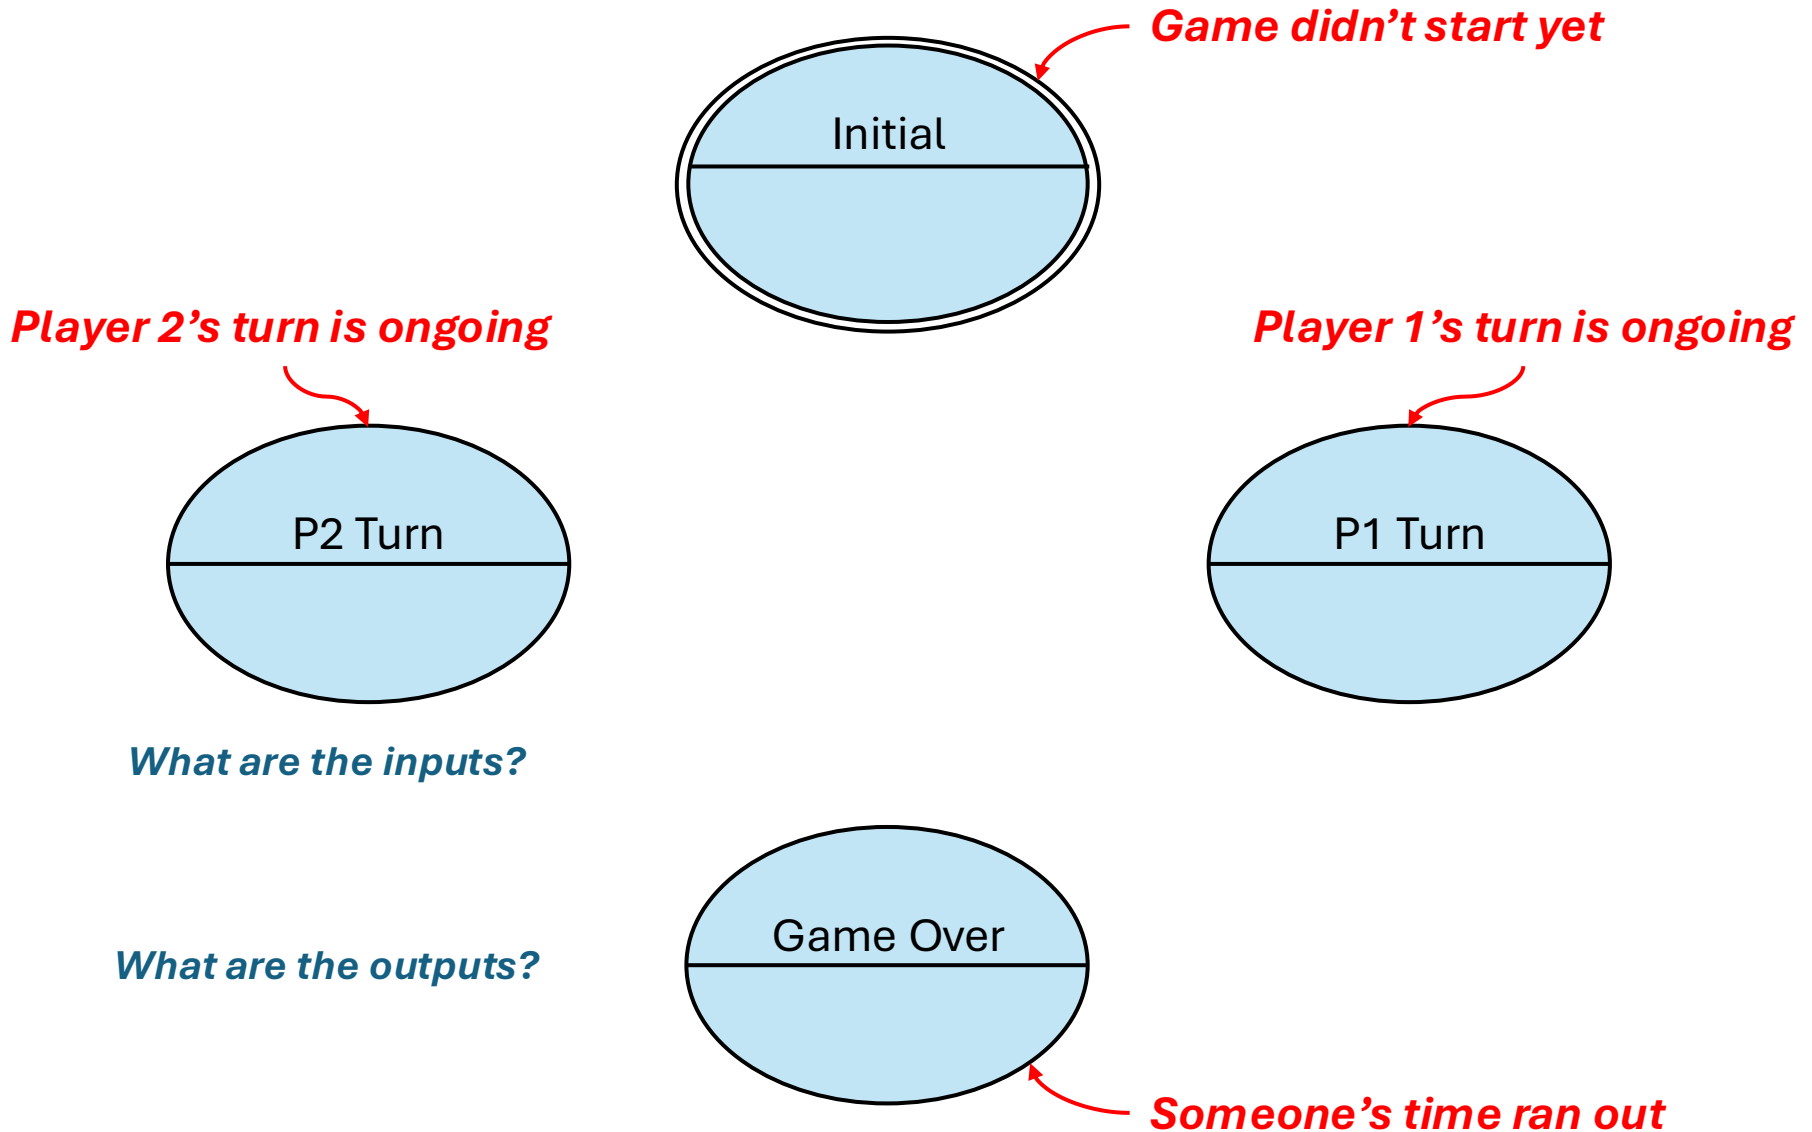 Game didn’t start yet
Initial
Player 2’s turn is ongoing
Player 1’s turn is ongoing
P2 Turn
P1 Turn
What are the inputs?
Game Over
What are the outputs?
Someone’s time ran out